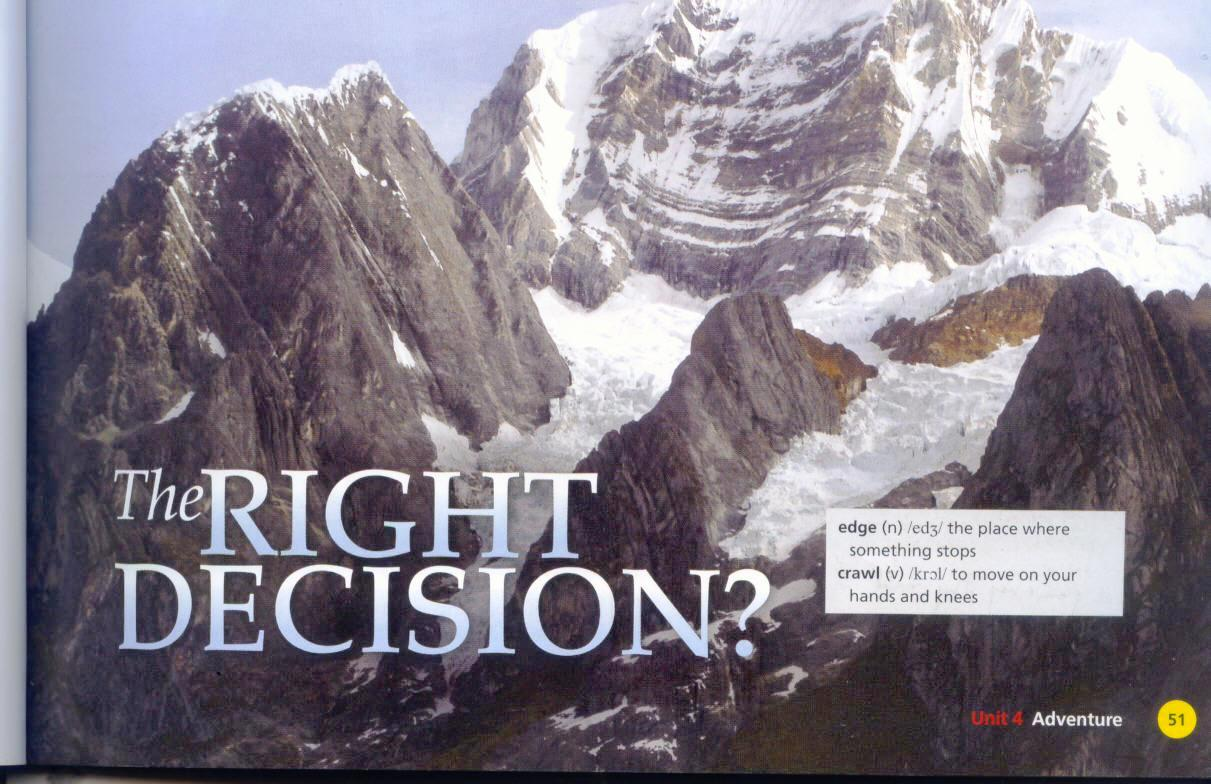 The RIGHT
DECISION?
edge (n) /edʒ/ the place where
something stops
crawl (v) /krɔl/ to move on your
hands and knees
Unit 4 Adventure
51